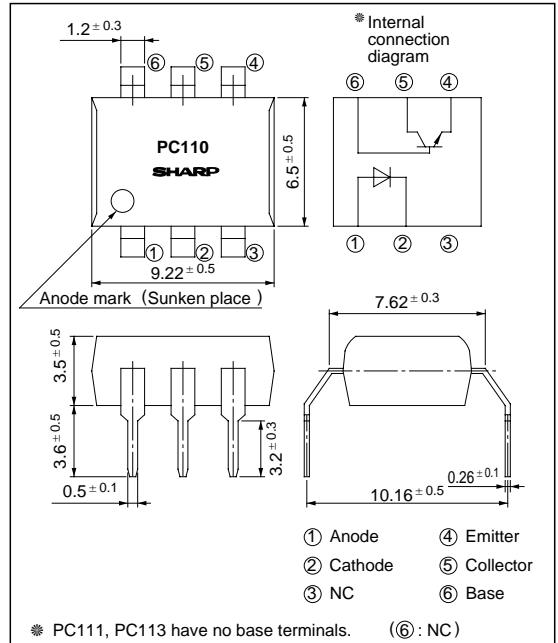 1.2 ± 0.3
※ Internal
connection
diagram
⑥ ⑤ ④
⑥ ⑤ ④
PC110
SHARP
6.5 ± 0.5
① ② ③
① ② ③
9.22 ± 0.5
Anode mark (Sunken place )
7.62 ± 0.3
3.5 ± 0.5
3.6 ± 0.5
3.2 ± 0.3
0.5 ± 0.1
0.26 ± 0.1
10.16 ± 0.5
① Anode ④ Emitter
② Cathode ⑤ Collector
③ NC ⑥ Base
※ PC111, PC113 have no base terminals. (⑥ : NC )